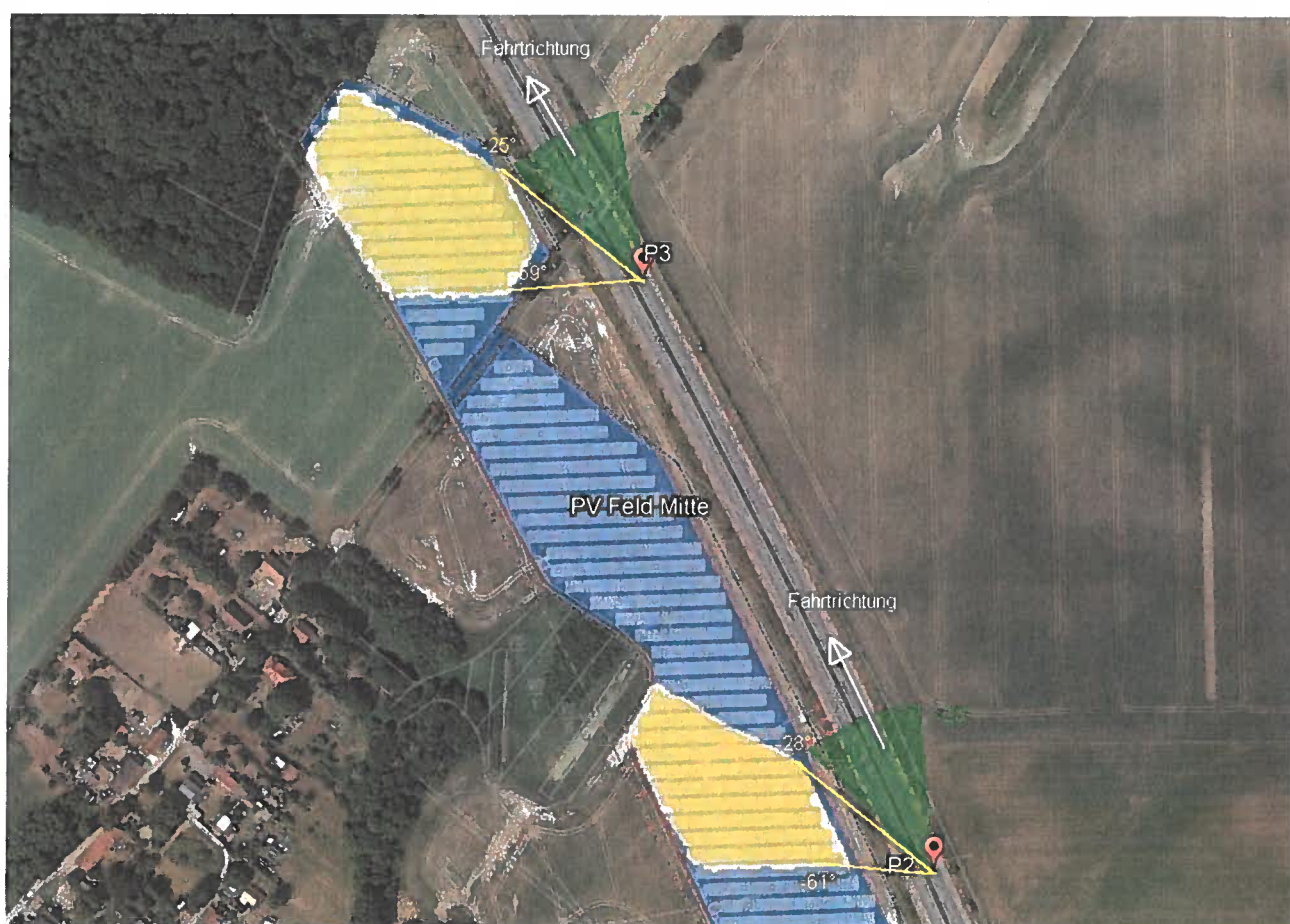 Fahrtrichtung
-25°
P3
-59°
PV Feld Mitte
Fahrtrichtung
-28°
P2
-61°